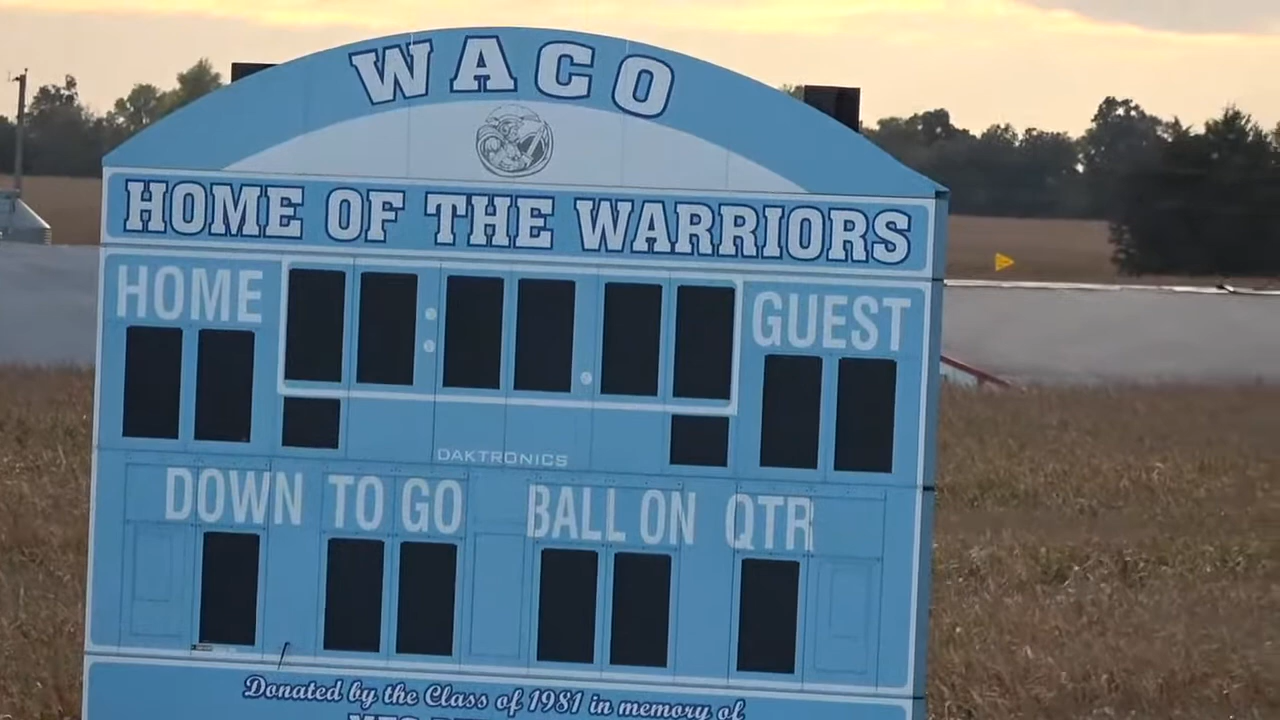 WACO
HOME OF THE WARRIORS
HOME
GUEST
DAKTRONICS
DOWN TO GO BALL ON QTR
Donated by the Class of 1981 in memory of